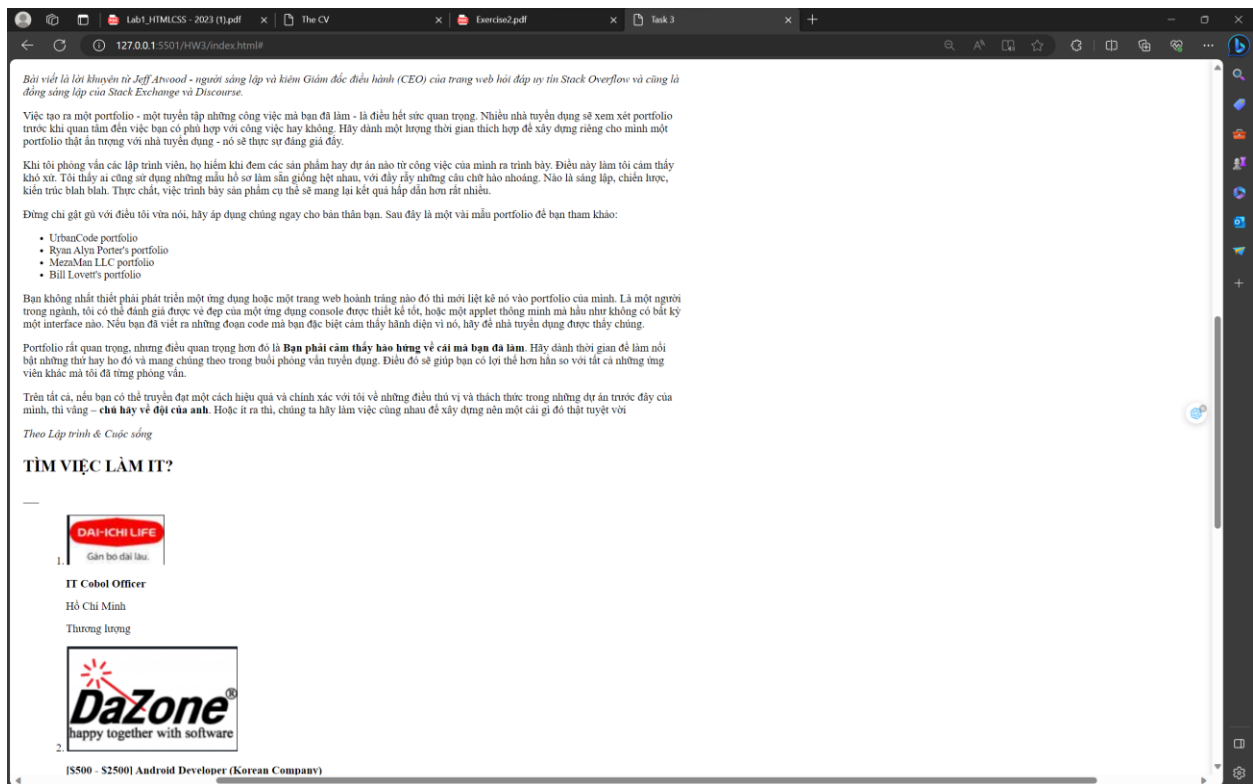 Lab1_HTMLCSS - 2023 (1).pdf
The CV
Exercise2.pdf
Task 3
127.0.0.1:5501/HW3/index.html#
Bài viết là lời khuyên từ Jeff Atwood - người sáng lập và kiêm Giám đốc điều hành (CEO) của trang web hỏi đáp uy tín Stack Overflow và cũng là
đồng sáng lập của Stack Exchange và Discourse.
Việc tạo ra một portfolio - một tuyển tập những công việc mà bạn đã làm - là điều hết sức quan trọng. Nhiều nhà tuyển dụng sẽ xem xét portfolio
trước khi quan tâm đến việc bạn có phù hợp với công việc hay không. Hãy dành một lượng thời gian thích hợp để xây dựng riêng cho mình một
portfolio thật ấn tượng với nhà tuyển dụng - nó sẽ thực sự đáng giá đấy.
Khi tôi phỏng vấn các lập trình viên, họ hiếm khi đem các sản phẩm hay dự án nào từ công việc của mình ra trình bày. Điều này làm tôi cảm thấy
khó xử. Tôi thấy ai cũng sử dụng những mẫu hồ sơ làm sẵn giống hệt nhau, với đầy rẫy những câu chữ hào nhoáng. Nào là sáng lập, chiến lược,
kiến trúc blah blah. Thực chất, việc trình bày sản phẩm cụ thể sẽ mang lại kết quả hấp dẫn hơn rất nhiều.
Đừng chỉ gật gù với điều tôi vừa nói, hãy áp dụng chúng ngay cho bản thân bạn. Sau đây là một vài mẫu portfolio để bạn tham khảo:
• UrbanCode portfolio
• Ryan Alyn Porter's portfolio
• MezaMan LLC portfolio
• Bill Lovett's portfolio
Bạn không nhất thiết phải phát triển một ứng dụng hoặc một trang web hoành tráng nào đó thì mới liệt kê nó vào portfolio của mình. Là một người
trong ngành, tôi có thể đánh giá được vẻ đẹp của một ứng dụng console được thiết kế tốt, hoặc một applet thông minh mà hầu như không có bất kỳ
một interface nào. Nếu bạn đã viết ra những đoạn code mà bạn đặc biệt cảm thấy hãnh diện vì nó, hãy để nhà tuyển dụng được thấy chúng.
Portfolio rất quan trọng, nhưng điều quan trọng hơn đó là Bạn phải cảm thấy hào hứng về cái mà bạn đã làm. Hãy dành thời gian để làm nổi
bật những thứ hay ho đó và mang chúng theo trong buổi phỏng vấn tuyển dụng. Điều đó sẽ giúp bạn có lợi thế hơn hẳn so với tất cả những ứng
viên khác mà tôi đã từng phỏng vấn.
Trên tất cả, nếu bạn có thể truyền đạt một cách hiệu quả và chính xác với tôi về những điều thú vị và thách thức trong những dự án trước đây của
mình, thì vâng – chú hãy về đội của anh. Hoặc ít ra thì, chúng ta hãy làm việc cùng nhau để xây dựng nên một cái gì đó thật tuyệt vời
Theo Lập trình & Cuộc sống
TÌM VIỆC LÀM IT?
DAI-ICHI LIFE
Gắn bó dài lâu.
1.
IT Cobol Officer
Hồ Chí Minh
Thương lượng
DaZone®
happy together with software
2.
[$500 - $2500] Android Developer (Korean Company)